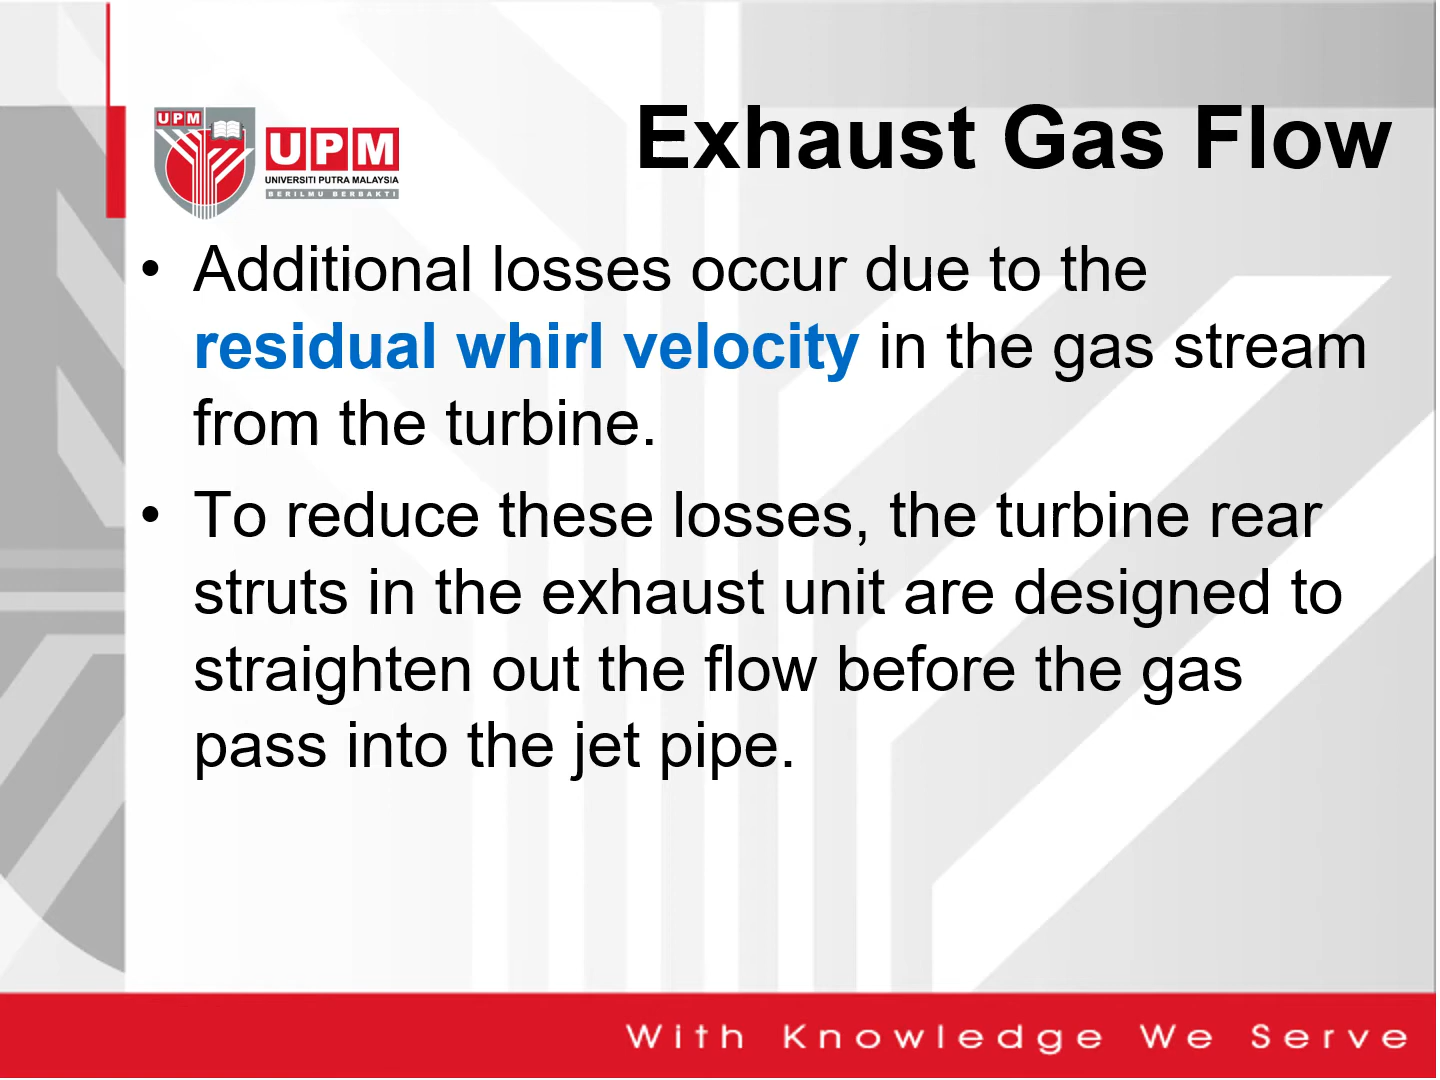 UPM
UPM
UNIVERSITI PUTRA MALAYSIA
BERILMU BERBAKTI
Exhaust Gas Flow
• Additional losses occur due to the
residual whirl velocity in the gas stream
from the turbine.
• To reduce these losses, the turbine rear
struts in the exhaust unit are designed to
straighten out the flow before the gas
pass into the jet pipe.
With Knowledge We Serve